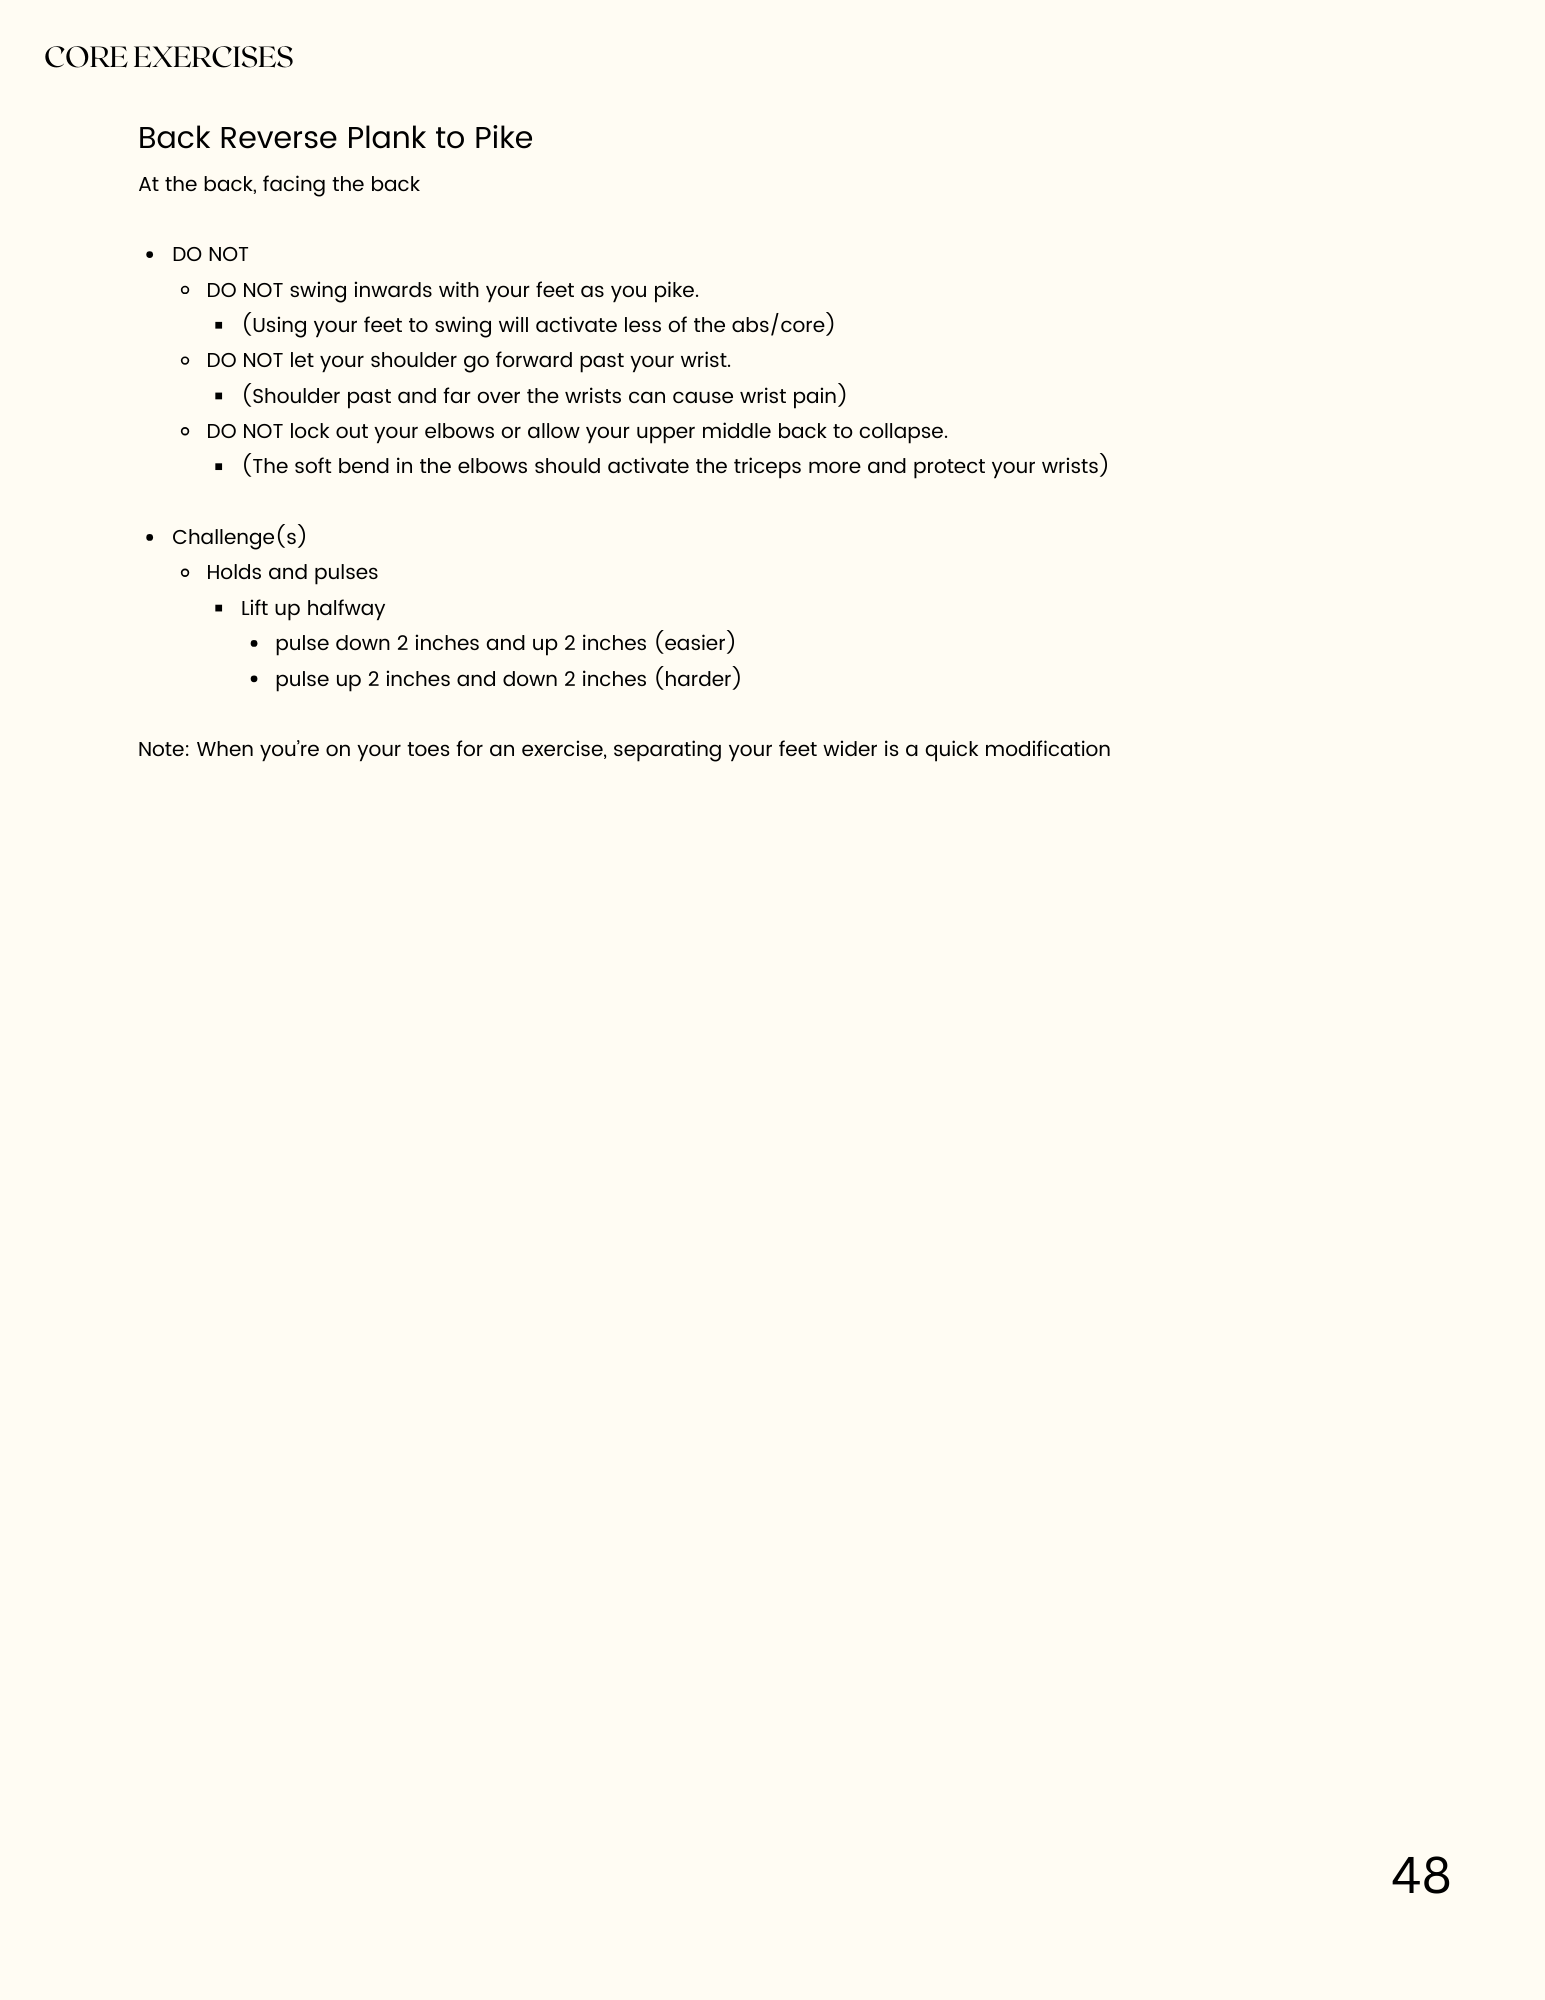 CORE EXERCISES
Back Reverse Plank to Pike
At the back, facing the back
• DO NOT
◦ DO NOT swing inwards with your feet as you pike.
▪ (Using your feet to swing will activate less of the abs/core)
◦ DO NOT let your shoulder go forward past your wrist.
▪ (Shoulder past and far over the wrists can cause wrist pain)
◦ DO NOT lock out your elbows or allow your upper middle back to collapse.
▪ (The soft bend in the elbows should activate the triceps more and protect your wrists)
• Challenge(s)
◦ Holds and pulses
▪ Lift up halfway
• pulse down 2 inches and up 2 inches (easier)
• pulse up 2 inches and down 2 inches (harder)
Note: When you’re on your toes for an exercise, separating your feet wider is a quick modification
48